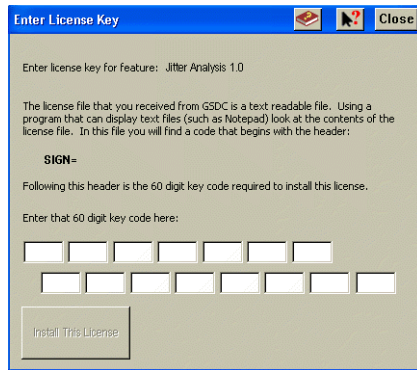 Enter License Key
?
Close
Enter license key for feature: Jitter Analysis 1.0
The license file that you received from GSDC is a text readable file. Using a
program that can display text files (such as Notepad) look at the contents of the
license file. In this file you will find a code that begins with the header:
SIGN=
Following this header is the 60 digit key code required to install this license.
Enter that 60 digit key code here:
Install This License